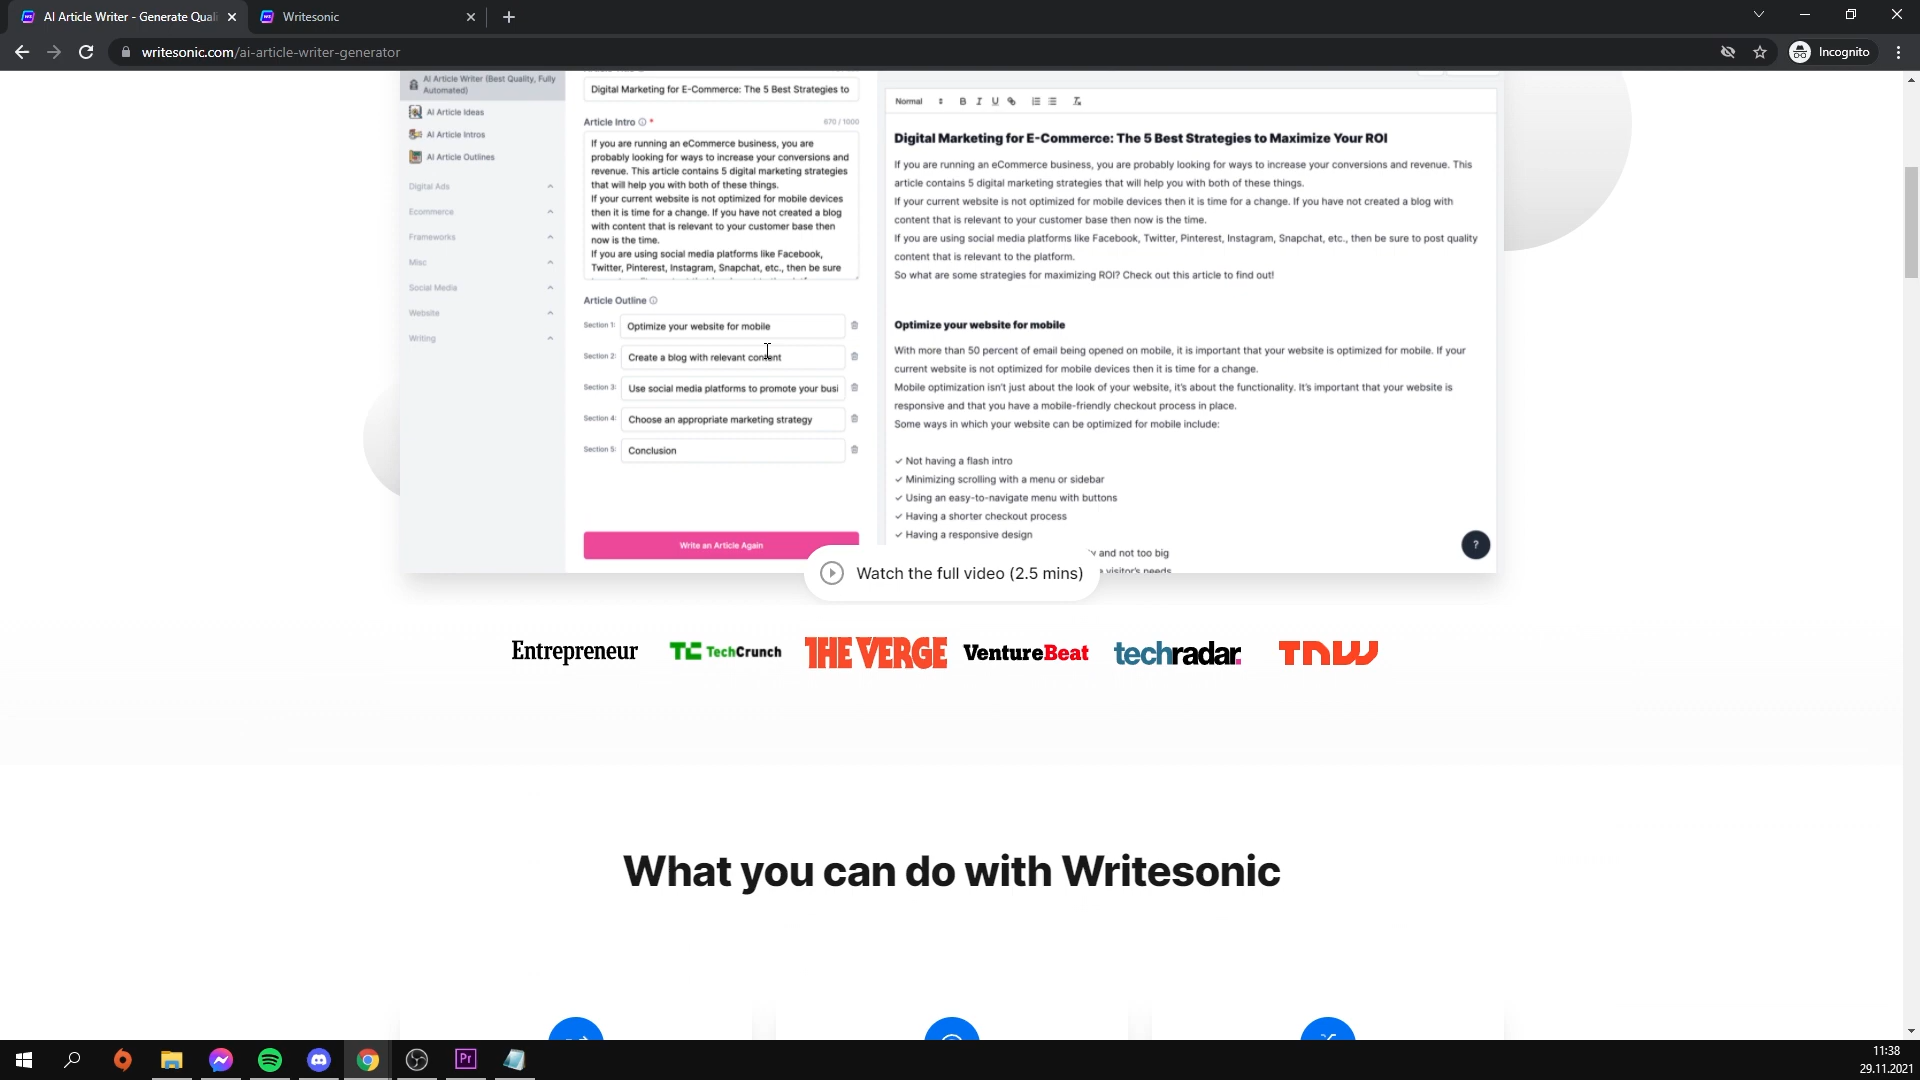 AI Article Writer - Generate Quali
Writesonic
writesonic.com/ai-article-writer-generator
Incognito
AI Article Writer (Best Quality, Fully
Automated)
AI Article Ideas
AI Article Intros
AI Article Outlines
Digital Ads
Ecommerce
Frameworks
Misc
Social Media
Website
Writing
Digital Marketing for E-Commerce: The 5 Best Strategies to
Article Intro
*
670 / 1000
If you are running an eCommerce business, you are
probably looking for ways to increase your conversions and
revenue. This article contains 5 digital marketing strategies
that will help you with both of these things.
If your current website is not optimized for mobile devices
then it is time for a change. If you have not created a blog
with content that is relevant to your customer base then
now is the time.
If you are using social media platforms like Facebook,
Twitter, Pinterest, Instagram, Snapchat, etc., then be sure
Article Outline
Section 1:
Optimize your website for mobile
Section 2:
Create a blog with relevant content
Section 3:
Use social media platforms to promote your busi
Section 4:
Choose an appropriate marketing strategy
Section 5:
Conclusion
Write an Article Again
Normal
B I U
Digital Marketing for E-Commerce: The 5 Best Strategies to Maximize Your ROI
If you are running an eCommerce business, you are probably looking for ways to increase your conversions and revenue. This
article contains 5 digital marketing strategies that will help you with both of these things.
If your current website is not optimized for mobile devices then it is time for a change. If you have not created a blog with
content that is relevant to your customer base then now is the time.
If you are using social media platforms like Facebook, Twitter, Pinterest, Instagram, Snapchat, etc., then be sure to post quality
content that is relevant to the platform.
So what are some strategies for maximizing ROI? Check out this article to find out!
Optimize your website for mobile
With more than 50 percent of email being opened on mobile, it is important that your website is optimized for mobile. If your
current website is not optimized for mobile devices then it is time for a change.
Mobile optimization isn't just about the look of your website, it's about the functionality. It's important that your website is
responsive and that you have a mobile-friendly checkout process in place.
Some ways in which your website can be optimized for mobile include:
✓ Not having a flash intro
✓ Minimizing scrolling with a menu or sidebar
✓ Using an easy-to-navigate menu with buttons
✓ Having a shorter checkout process
✓ Having a responsive design
and not too big
visitor's needs
?
Watch the full video (2.5 mins)
Entrepreneur
TC TechCrunch
THE VERGE
VentureBeat
techradar.
TNW
What you can do with Writesonic
Pr
11:38
29.11.2021